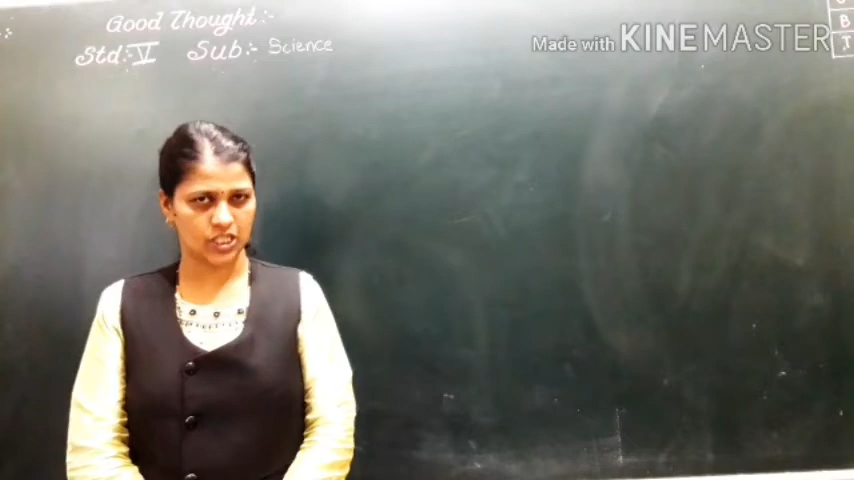 Good Thought:-
Std:- V Sub:- Science
Made with KINEMASTER
B